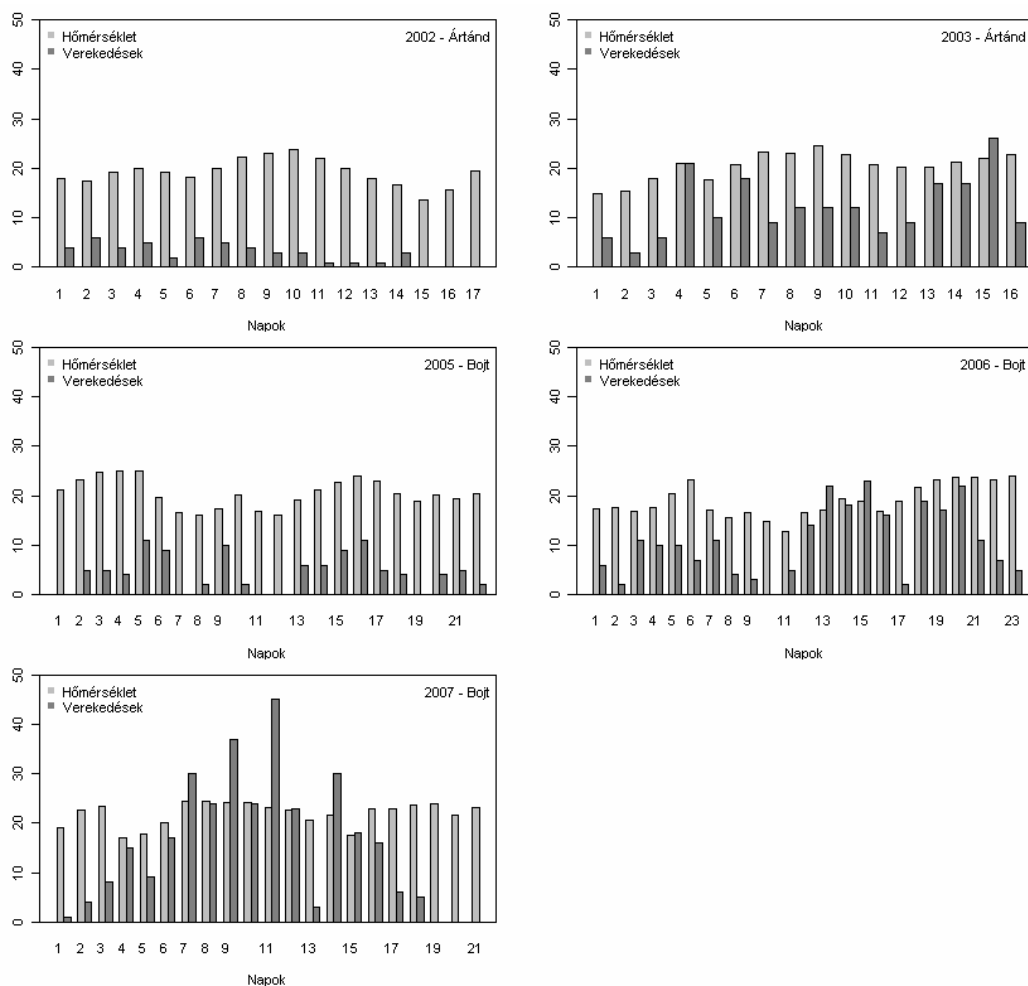 50
40
30
20
10
0
Hőmérséklet
Verekedések
2002 - Ártánd
1 2 3 4 5 6 7 8 9 10 11 12 13 14 15 16 17
Napok
50
40
30
20
10
0
Hőmérséklet
Verekedések
2003 - Ártánd
1 2 3 4 5 6 7 8 9 10 11 12 13 14 15 16
Napok
50
40
30
20
10
0
Hőmérséklet
Verekedések
2005 - Bojt
1 2 3 4 5 6 7 8 9 11 13 15 17 19 21
Napok
50
40
30
20
10
0
Hőmérséklet
Verekedések
2006 - Bojt
1 2 3 4 5 6 7 8 9 11 13 15 17 19 21 23
Napok
50
40
30
20
10
0
Hőmérséklet
Verekedések
2007 - Bojt
1 2 3 4 5 6 7 8 9 11 13 15 17 19 21
Napok